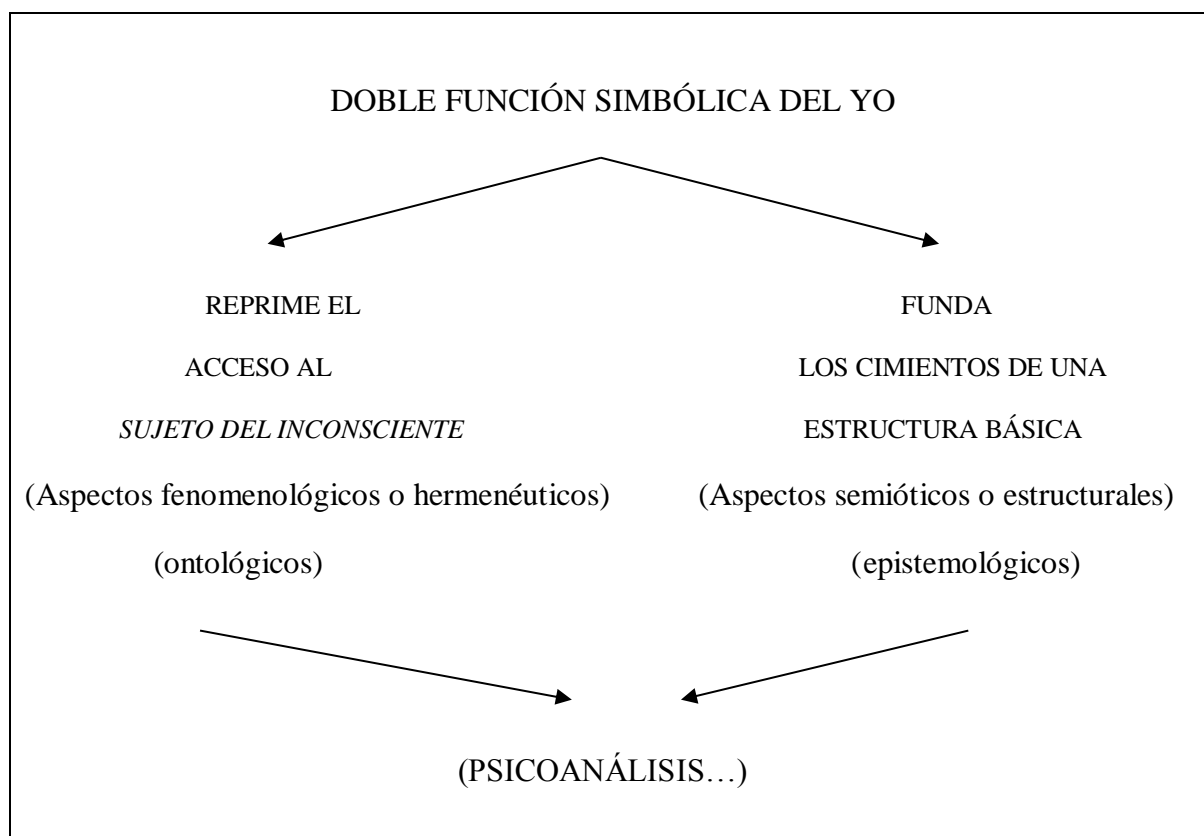 DOBLE FUNCIÓN SIMBÓLICA DEL YO
REPRIME EL
ACCESO AL
SUJETO DEL INCONSCIENTE
(Aspectos fenomenológicos o hermenéuticos)
(ontológicos)
FUNDA
LOS CIMIENTOS DE UNA
ESTRUCTURA BÁSICA
(Aspectos semióticos o estructurales)
(epistemológicos)
(PSICOANÁLISIS…)